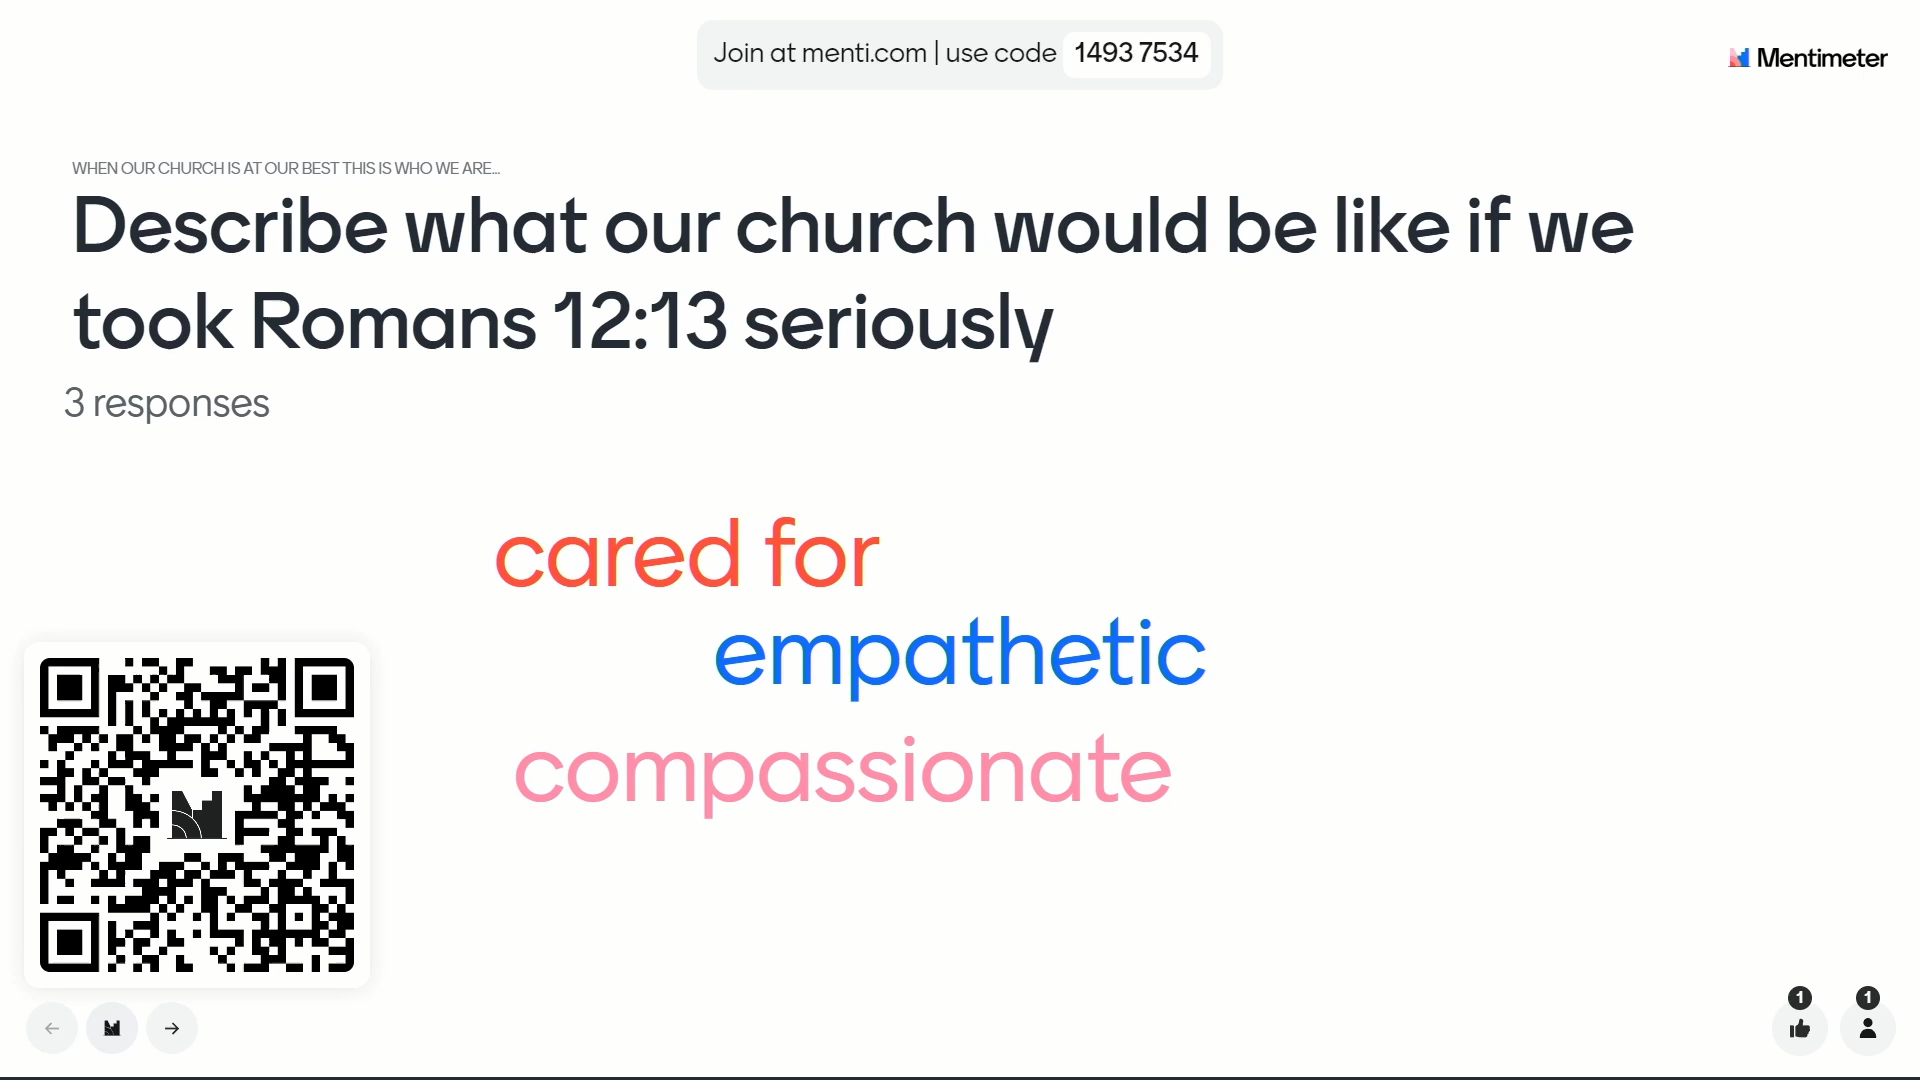 Join at menti.com | use code 1493 7534
Mentimeter
WHEN OUR CHURCH IS AT OUR BEST THIS IS WHO WE ARE...
Describe what our church would be like if we
took Romans 12:13 seriously
3 responses
cared for
empathetic
compassionate
1
1